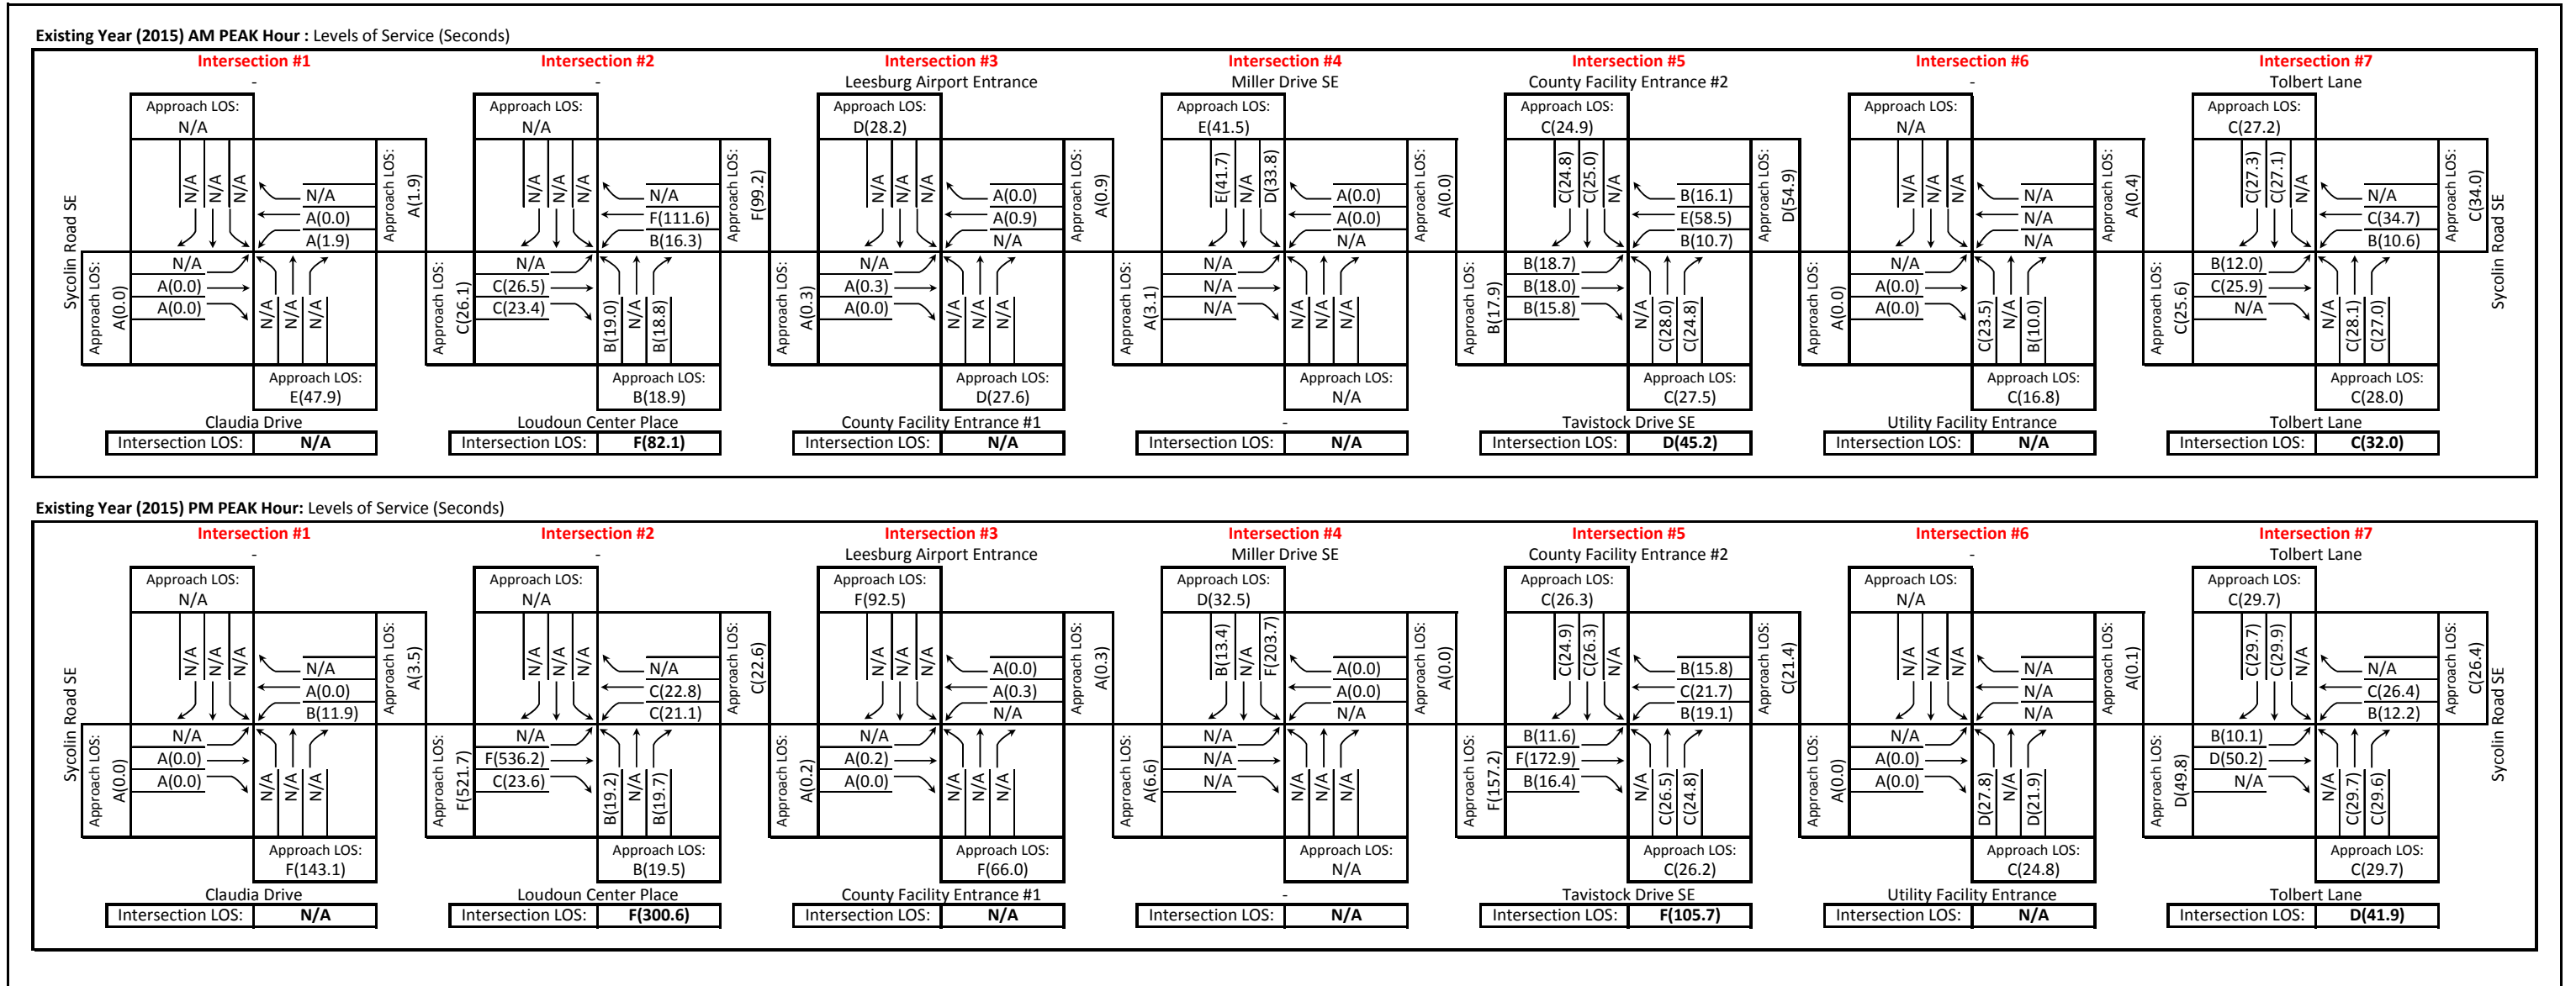 Existing Year (2015) AM PEAK Hour : Levels of Service (Seconds)
Intersection #1
-
Approach LOS:
N/A
N/A
N/A
N/A
N/A
A(0.0)
A(1.9)
Approach LOS:
A(1.9)
Sycolin Road SE
Approach LOS:
A(0.0)
N/A
A(0.0)
A(0.0)
N/A
N/A
N/A
Approach LOS:
E(47.9)
Claudia Drive
Intersection LOS: N/A
Intersection #2
-
Approach LOS:
N/A
N/A
N/A
N/A
N/A
F(111.6)
B(16.3)
Approach LOS:
F(99.2)
Approach LOS:
C(26.1)
N/A
C(26.5)
C(23.4)
B(19.0)
N/A
B(18.8)
Approach LOS:
B(18.9)
Loudoun Center Place
Intersection LOS: F(82.1)
Intersection #3
Leesburg Airport Entrance
Approach LOS:
D(28.2)
N/A
N/A
N/A
A(0.0)
A(0.9)
N/A
Approach LOS:
A(0.9)
Approach LOS:
A(0.3)
N/A
A(0.3)
A(0.0)
N/A
N/A
N/A
Approach LOS:
D(27.6)
County Facility Entrance #1
Intersection LOS: N/A
Intersection #4
Miller Drive SE
Approach LOS:
E(41.5)
E(41.7)
N/A
D(33.8)
A(0.0)
A(0.0)
N/A
Approach LOS:
A(0.0)
Approach LOS:
A(3.1)
N/A
N/A
N/A
N/A
N/A
N/A
Approach LOS:
N/A
-
Intersection LOS: N/A
Intersection #5
County Facility Entrance #2
Approach LOS:
C(24.9)
C(24.8)
C(25.0)
N/A
B(16.1)
E(58.5)
B(10.7)
Approach LOS:
D(54.9)
Approach LOS:
B(17.9)
B(18.7)
B(18.0)
B(15.8)
N/A
C(28.0)
C(24.8)
Approach LOS:
C(27.5)
Tavistock Drive SE
Intersection LOS: D(45.2)
Intersection #6
-
Approach LOS:
N/A
N/A
N/A
N/A
N/A
N/A
N/A
Approach LOS:
A(0.4)
Approach LOS:
A(0.0)
N/A
A(0.0)
A(0.0)
C(23.5)
N/A
B(10.0)
Approach LOS:
C(16.8)
Utility Facility Entrance
Intersection LOS: N/A
Intersection #7
Tolbert Lane
Approach LOS:
C(27.2)
C(27.3)
C(27.1)
N/A
N/A
C(34.7)
B(10.6)
Approach LOS:
C(34.0)
Sycolin Road SE
Approach LOS:
C(25.6)
B(12.0)
C(25.9)
N/A
N/A
C(28.1)
C(27.0)
Approach LOS:
C(28.0)
Tolbert Lane
Intersection LOS: C(32.0)
Existing Year (2015) PM PEAK Hour: Levels of Service (Seconds)
Intersection #1
-
Approach LOS:
N/A
N/A
N/A
N/A
N/A
A(0.0)
B(11.9)
Approach LOS:
A(3.5)
Sycolin Road SE
Approach LOS:
A(0.0)
N/A
A(0.0)
A(0.0)
N/A
N/A
N/A
Approach LOS:
F(143.1)
Claudia Drive
Intersection LOS: N/A
Intersection #2
-
Approach LOS:
N/A
N/A
N/A
N/A
N/A
C(22.8)
C(21.1)
Approach LOS:
C(22.6)
Approach LOS:
F(521.7)
N/A
F(536.2)
C(23.6)
B(19.2)
N/A
B(19.7)
Approach LOS:
B(19.5)
Loudoun Center Place
Intersection LOS: F(300.6)
Intersection #3
Leesburg Airport Entrance
Approach LOS:
F(92.5)
N/A
N/A
N/A
A(0.0)
A(0.3)
N/A
Approach LOS:
A(0.3)
Approach LOS:
A(0.2)
N/A
A(0.2)
A(0.0)
N/A
N/A
N/A
Approach LOS:
F(66.0)
County Facility Entrance #1
Intersection LOS: N/A
Intersection #4
Miller Drive SE
Approach LOS:
D(32.5)
B(13.4)
N/A
F(203.7)
A(0.0)
A(0.0)
N/A
Approach LOS:
A(0.0)
Approach LOS:
A(6.6)
N/A
N/A
N/A
N/A
N/A
N/A
Approach LOS:
N/A
-
Intersection LOS: N/A
Intersection #5
County Facility Entrance #2
Approach LOS:
C(26.3)
C(24.9)
C(26.3)
N/A
B(15.8)
C(21.7)
B(19.1)
Approach LOS:
C(21.4)
Approach LOS:
F(157.2)
B(11.6)
F(172.9)
B(16.4)
N/A
C(26.5)
C(24.8)
Approach LOS:
C(26.2)
Tavistock Drive SE
Intersection LOS: F(105.7)
Intersection #6
-
Approach LOS:
N/A
N/A
N/A
N/A
N/A
N/A
N/A
Approach LOS:
A(0.1)
Approach LOS:
A(0.0)
N/A
A(0.0)
A(0.0)
D(27.8)
N/A
D(21.9)
Approach LOS:
C(24.8)
Utility Facility Entrance
Intersection LOS: N/A
Intersection #7
Tolbert Lane
Approach LOS:
C(29.7)
C(29.7)
C(29.9)
N/A
N/A
C(26.4)
B(12.2)
Approach LOS:
C(26.4)
Sycolin Road SE
Approach LOS:
D(49.8)
B(10.1)
D(50.2)
N/A
N/A
C(29.7)
C(29.6)
Approach LOS:
C(29.7)
Tolbert Lane
Intersection LOS: D(41.9)